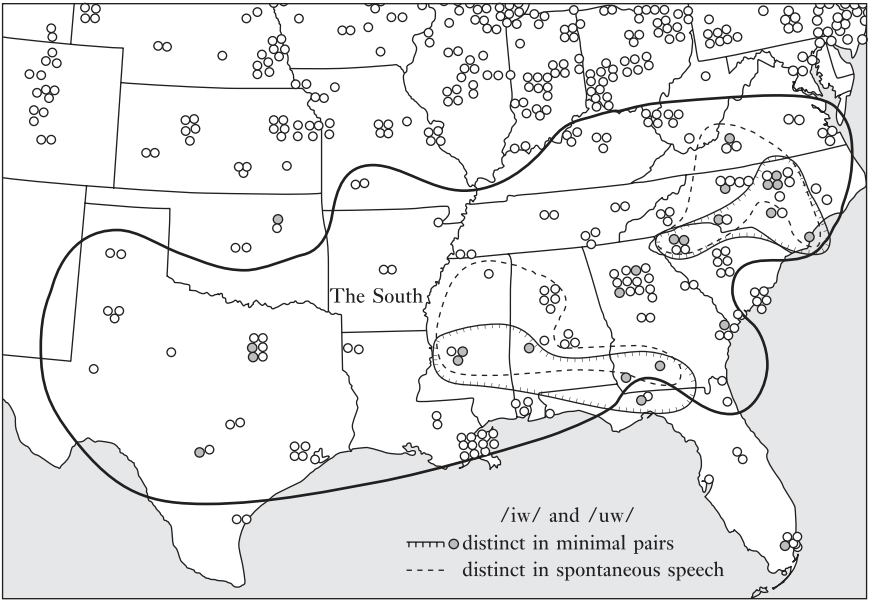 The South
/iw/ and /uw/
distinct in minimal pairs
distinct in spontaneous speech